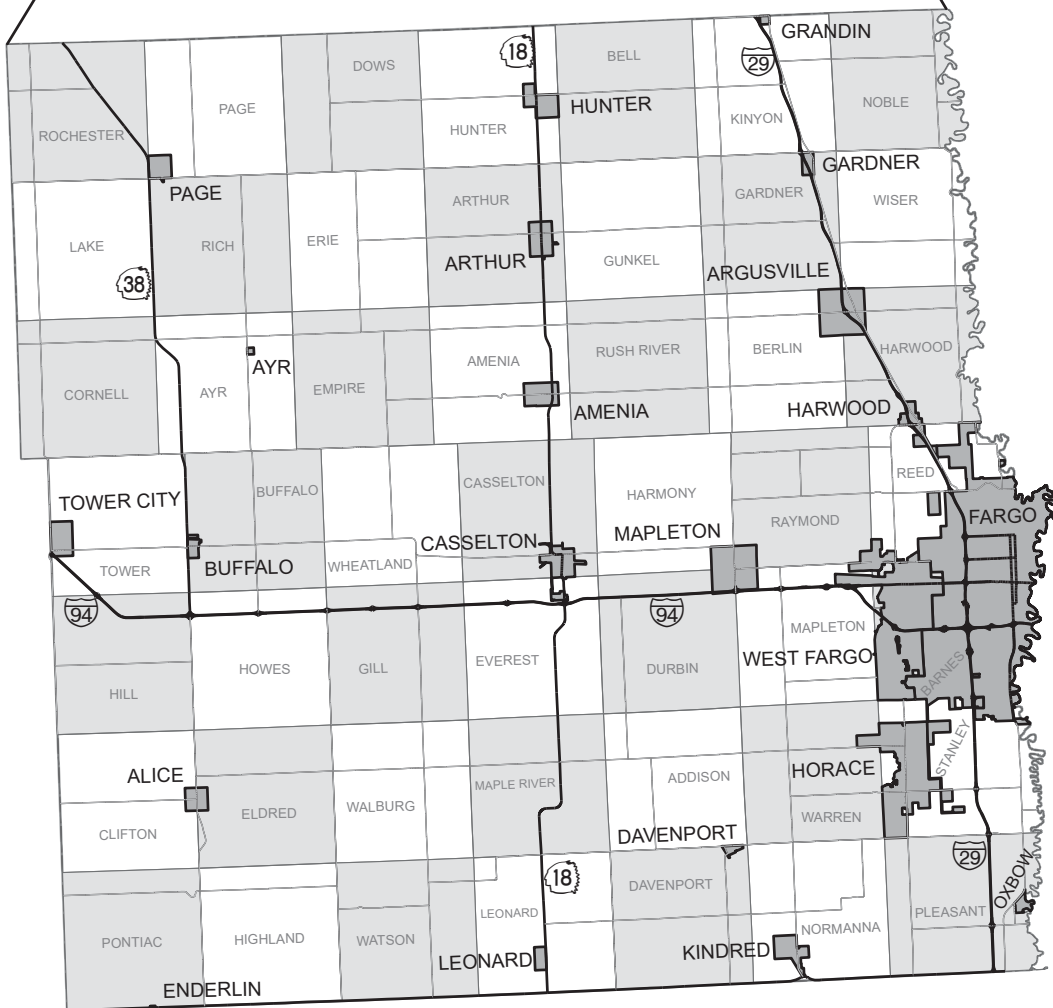 GRANDIN
18
DOWS
BELL
29
PAGE
HUNTER
NOBLE
HUNTER
KINYON
ROCHESTER
GARDNER
PAGE
ARTHUR
GARDNER
WISER
LAKE
RICH
ERIE
ARTHUR
GUNKEL
ARGUSVILLE
38
AYR
AMENIA
RUSH RIVER
BERLIN
HARWOOD
CORNELL
AYR
EMPIRE
AMENIA
HARWOOD
TOWER CITY
BUFFALO
CASSELTON
HARMONY
REED
CASSELTON
MAPLETON
RAYMOND
FARGO
TOWER
BUFFALO
WHEATLAND
94
94
MAPLETON
HOWES
GILL
EVEREST
DURBIN
WEST FARGO
HILL
BARNES
ALICE
MAPLE RIVER
ADDISON
HORACE
STANLEY
CLIFTON
ELDRED
WALBURG
DAVENPORT
WARREN
18
29
DAVENPORT
OXBOW
LEONARD
PLEASANT
PONTIAC
HIGHLAND
WATSON
NORMANNA
LEONARD
KINDRED
ENDERLIN